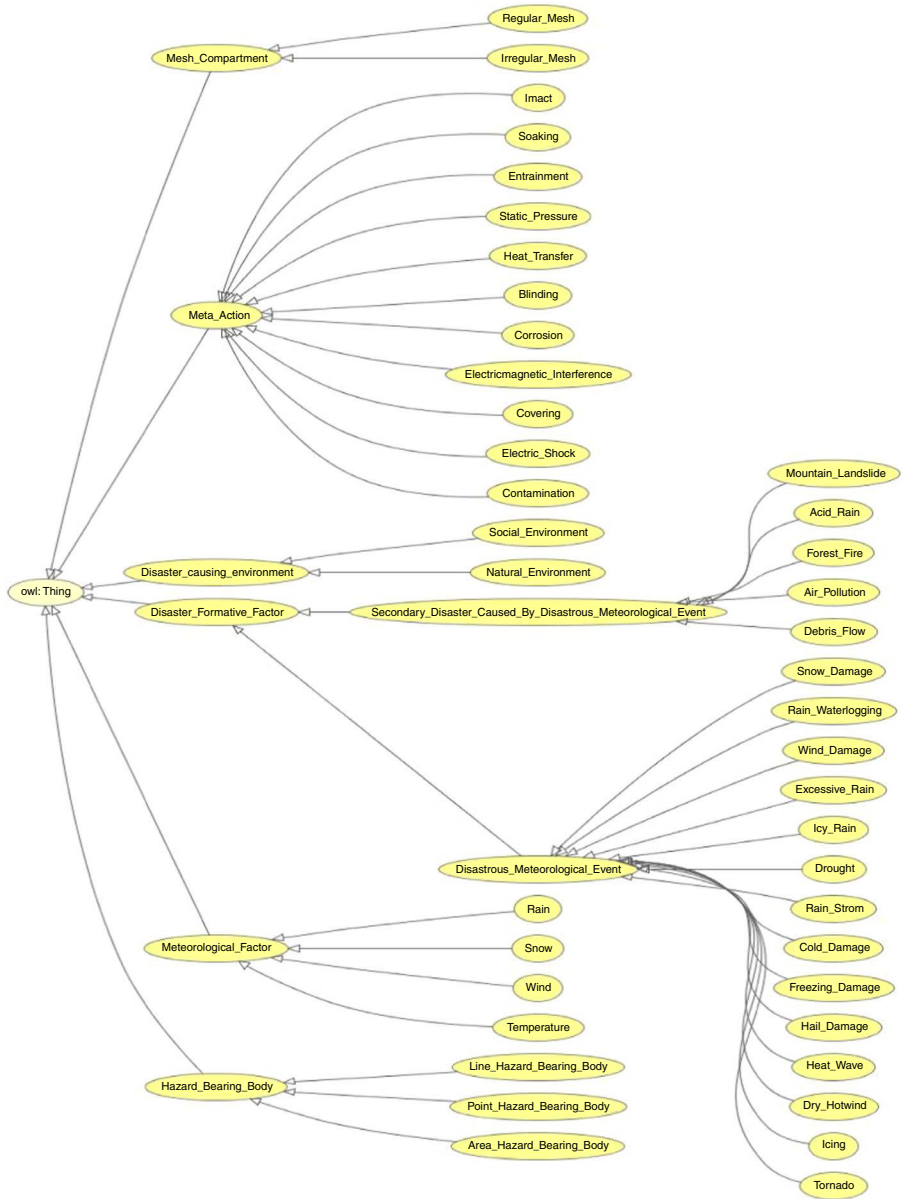 Regular_Mesh
Mesh_Compartment
Irregular_Mesh
Imact
Soaking
Entrainment
Static_Pressure
Heat_Transfer
Blinding
Meta_Action
Corrosion
Electricmagnetic_Interference
Covering
Electric_Shock
Mountain_Landslide
Contamination
Acid_Rain
Social_Environment
Forest_Fire
Disaster_causing_environment
Natural_Environment
owl: Thing
Air_Pollution
Disaster_Formative_Factor
Secondary_Disaster_Caused_By_Disastrous_Meteorological_Event
Debris_Flow
Snow_Damage
Rain_Waterlogging
Wind_Damage
Excessive_Rain
Icy_Rain
Disastrous_Meteorological_Event
Drought
Rain
Rain_Strom
Meteorological_Factor
Snow
Cold_Damage
Wind
Freezing_Damage
Temperature
Hail_Damage
Line_Hazard_Bearing_Body
Heat_Wave
Hazard_Bearing_Body
Point_Hazard_Bearing_Body
Dry_Hotwind
Area_Hazard_Bearing_Body
Icing
Tornado